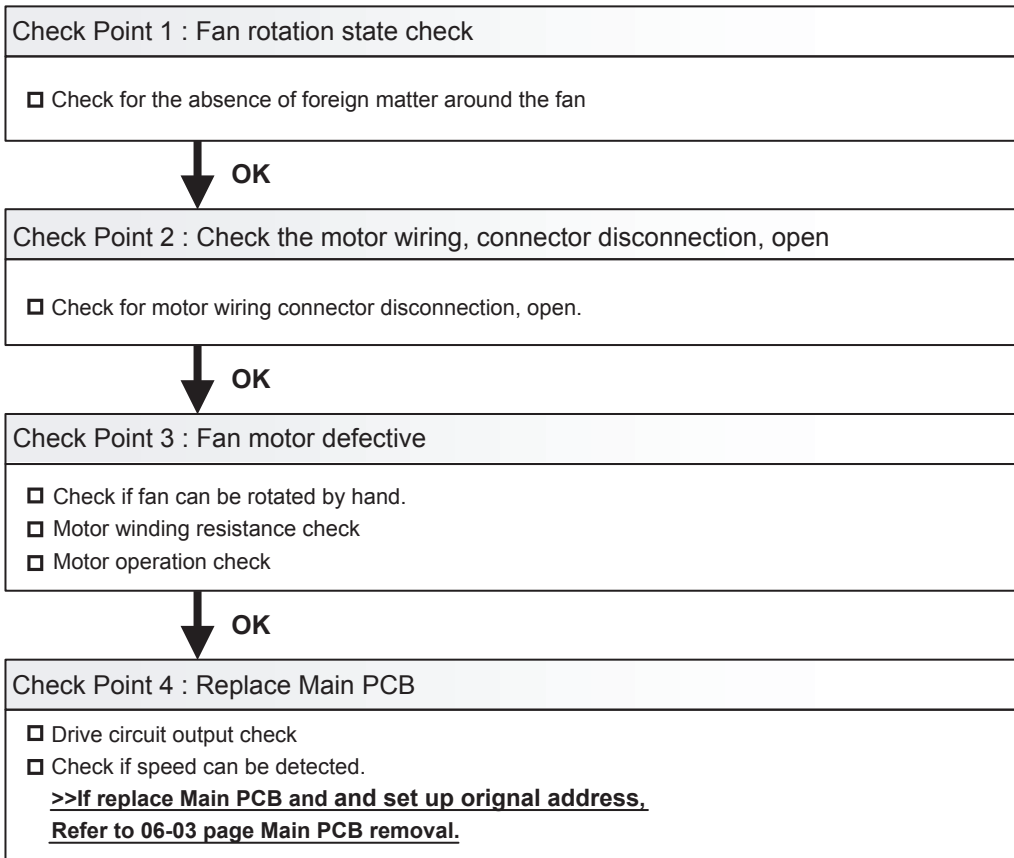 Check Point 1 : Fan rotation state check
Check for the absence of foreign matter around the fan
OK
Check Point 2 : Check the motor wiring, connector disconnection, open
Check for motor wiring connector disconnection, open.
OK
Check Point 3 : Fan motor defective
Check if fan can be rotated by hand.
Motor winding resistance check
Motor operation check
OK
Check Point 4 : Replace Main PCB
Drive circuit output check
Check if speed can be detected.
>>If replace Main PCB and and set up orignal address,
Refer to 06-03 page Main PCB removal.